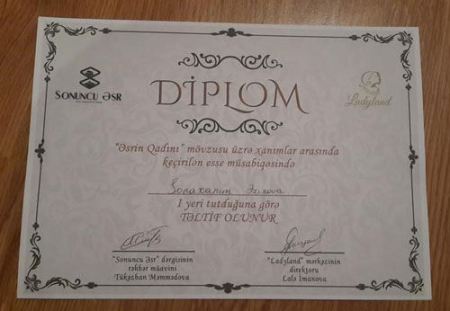 SONUNCU ƏSR
DİPLOM
Ladyland
"Əsrin Qadını" mövzusu üzrə xanımlar arasında
keçirilən esse müsabiqəsində
I yeri tutduğuna görə
TƏLTİF OLUNUR
"Sonuncu Əsr" dərgisinin
rəhbər müavini
Tükəzban Məmmədova
"Ladyland" mərkəzinin
direktoru
Lalə İmanova